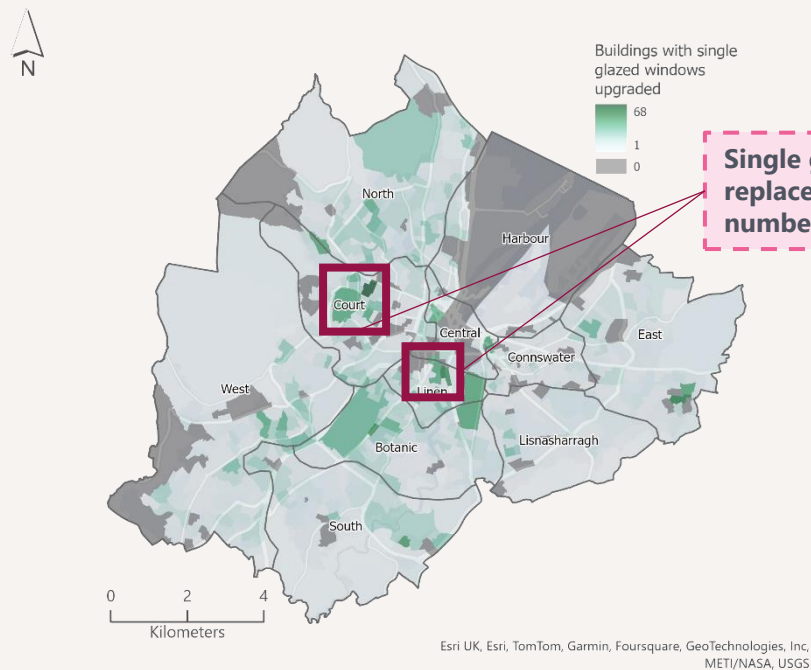 N
Buildings with single
glazed windows
upgraded
68
1
0
Single
replace
numbe
North
Harbour
Court
Central
East
Connswater
Linen
West
Lisnasharragh
Botanic
South
0 2 4
Kilometers
Esri UK, Esri, TomTom, Garmin, Foursquare, GeoTechnologies, Inc,
METI/NASA, USGS